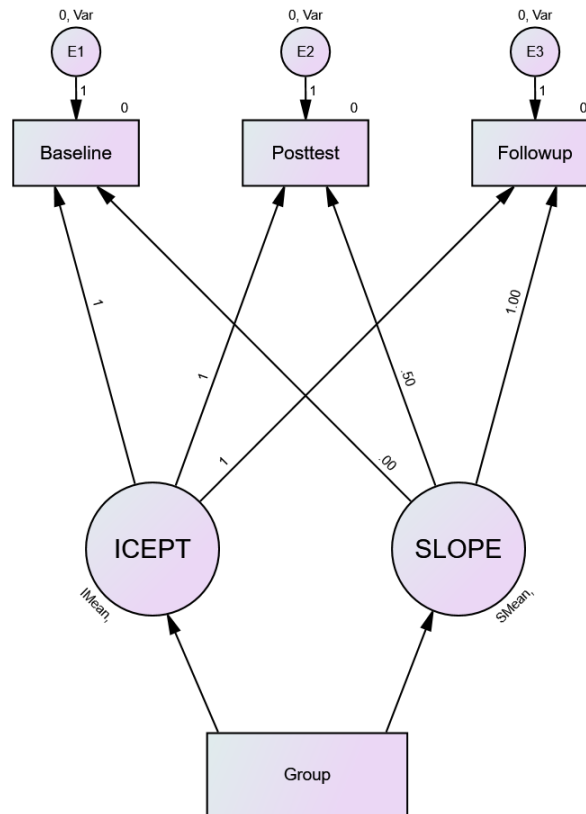 0, Var
0, Var
0, Var
E1
E2
E3
1
1
1
0
0
0
Baseline
Posttest
Followup
1
1
1
.00
.50
1.00
ICEPT
SLOPE
IMean,
SMean,
Group